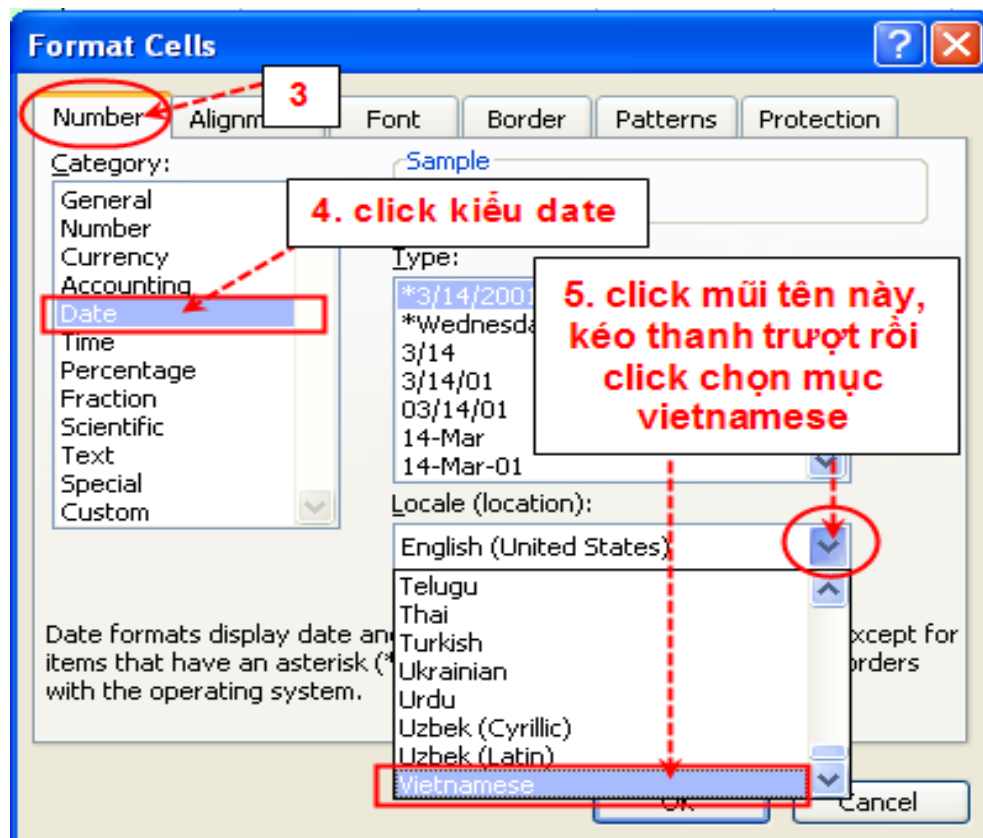 Format Cells
3
Number Alignm Font Border Patterns Protection
Category:
Sample
General
4. click kiểu date
Number
Currency
Type:
Accounting
*3/14/2001
5. click mũi tên này,
kéo thanh trượt rồi
click chọn mục
vietnamese
Date
*Wednesda
Time
3/14
Percentage
3/14/01
Fraction
03/14/01
Scientific
14-Mar
Text
14-Mar-01
Special
Custom
Locale (location):
English (United States)
Telugu
Thai
Turkish
Ukrainian
Urdu
Uzbek (Cyrillic)
Uzbek (Latin)
Vietnamese
Date formats display date an xcept for
items that have an asterisk (* orders
with the operating system.
OK Cancel